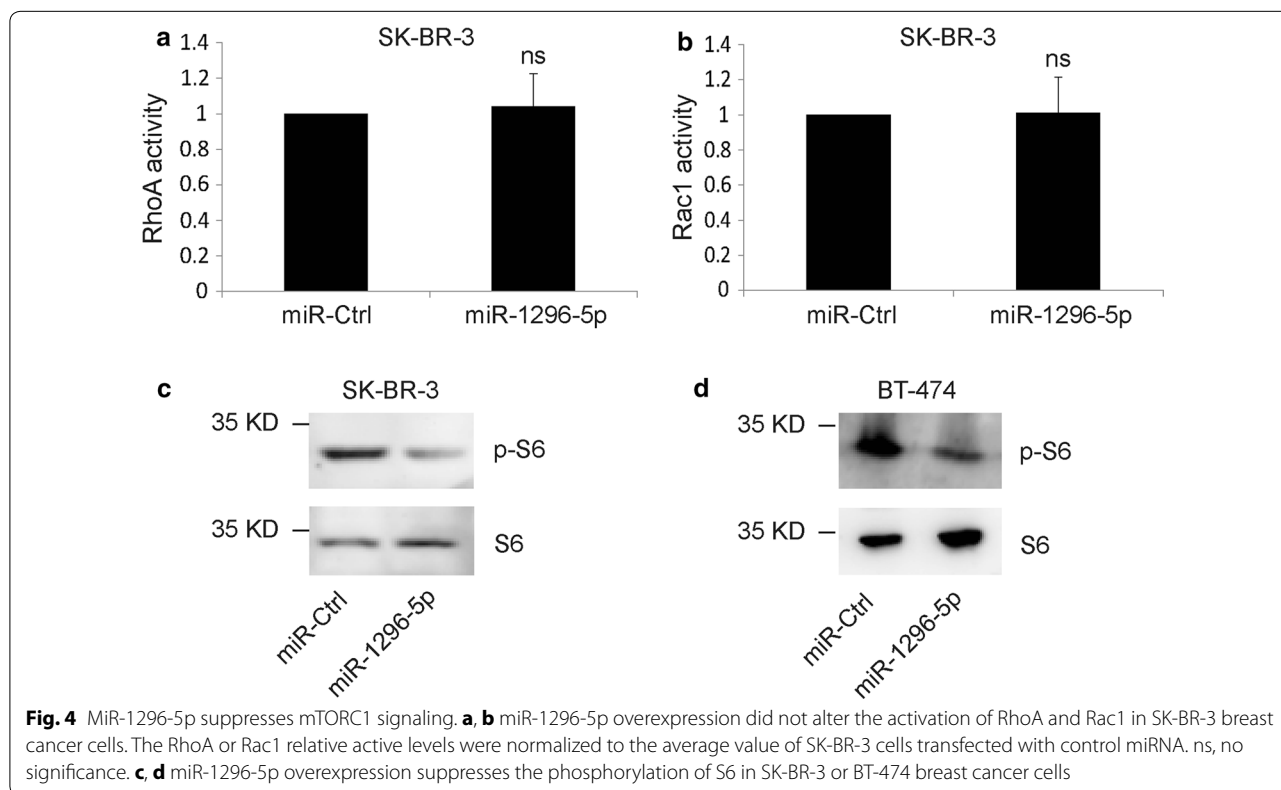 a
SK-BR-3
1.4
1.2
1
0.8
0.6
0.4
0.2
0
RhoA activity
ns
miR-Ctrl
miR-1296-5p
b
SK-BR-3
1.4
1.2
1
0.8
0.6
0.4
0.2
0
Rac1 activity
ns
miR-Ctrl
miR-1296-5p
c
SK-BR-3
35 KD
p-S6
35 KD
S6
miR-Ctrl
miR-1296-5p
d
BT-474
35 KD
p-S6
35 KD
S6
miR-Ctrl
miR-1296-5p
Fig. 4 MiR-1296-5p suppresses mTORC1 signaling. a, b miR-1296-5p overexpression did not alter the activation of RhoA and Rac1 in SK-BR-3 breast
cancer cells. The RhoA or Rac1 relative active levels were normalized to the average value of SK-BR-3 cells transfected with control miRNA. ns, no
significance. c, d miR-1296-5p overexpression suppresses the phosphorylation of S6 in SK-BR-3 or BT-474 breast cancer cells